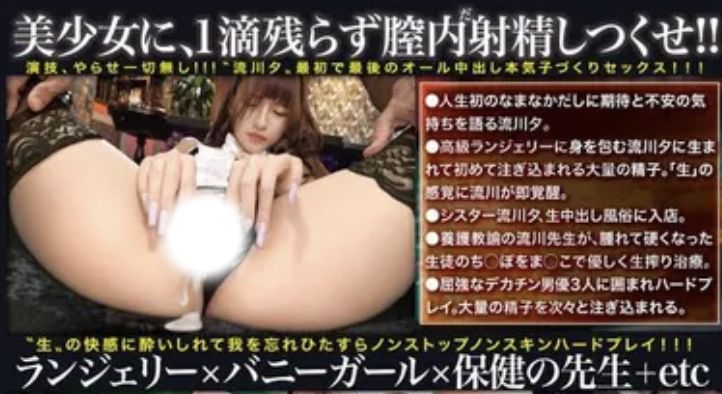 美少女に、1滴残らず膣内射精しつくせ!!
だ
演技、やらせ一切無し!!!"流川夕"最初で最後のオール中出し本気子づくりセックス!!!
●人生初のなまなかだしに期待と不安の気
持ちを語る流川夕。
●高級ランジェリーに身を包む流川夕に生ま
れて初めて注ぎ込まれる大量の精子。「生」の
感覚に流川が即覚醒。
●シスター流川夕、生中出し風俗に入店。
●養護教諭の流川先生が、腫れて硬くなった
生徒のち○ぽをま○こで優しく生搾り治療。
●屈強なデカチン男優3人に囲まれハードプ
レイ。大量の精子を次々と注ぎ込まれる。
"生"の快感に酔いしれて我を忘れひたすらノンストップノンスキンハードプレイ!!!
ランジェリー×バニーガール×保健の先生+etc